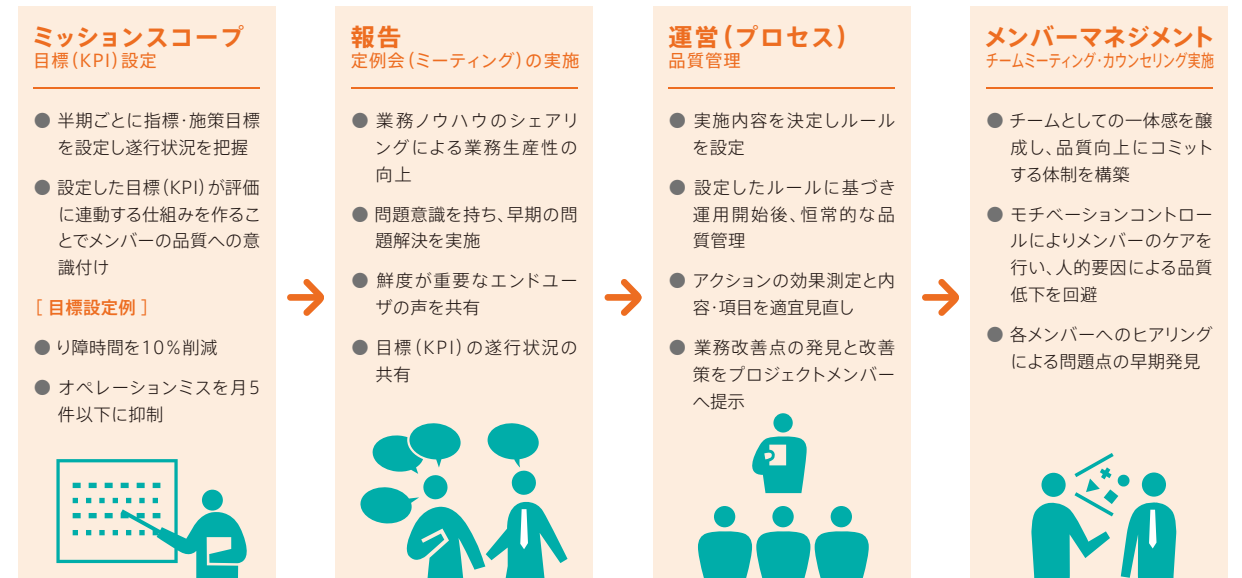 ミッションスコープ
目標(KPI)設定
● 半期ごとに指標・施策目標
を設定し遂行状況を把握
● 設定した目標(KPI)が評価
に連動する仕組みを作るこ
とでメンバーの品質への意
識付け
[ 目標設定例 ]
● り障時間を10%削減
● オペレーションミスを月5
件以下に抑制
報告
定例会(ミーティング)の実施
● 業務ノウハウのシェアリ
ングによる業務生産性の
向上
● 問題意識を持ち、早期の問
題解決を実施
● 鮮度が重要なエンドユー
ザの声を共有
● 目標(KPI)の遂行状況の
共有
運営(プロセス)
品質管理
● 実施内容を決定しルール
を設定
● 設定したルールに基づき
運用開始後、恒常的な品
質管理
● アクションの効果測定と内
容・項目を適宜見直し
● 業務改善点の発見と改善
策をプロジェクトメンバー
へ提示
メンバーマネジメント
チームミーティング・カウンセリング実施
● チームとしての一体感を醸
成し、品質向上にコミット
する体制を構築
● モチベーションコントロー
ルによりメンバーのケアを
行い、人的要因による品質
低下を回避
● 各メンバーへのヒアリング
による問題点の早期発見